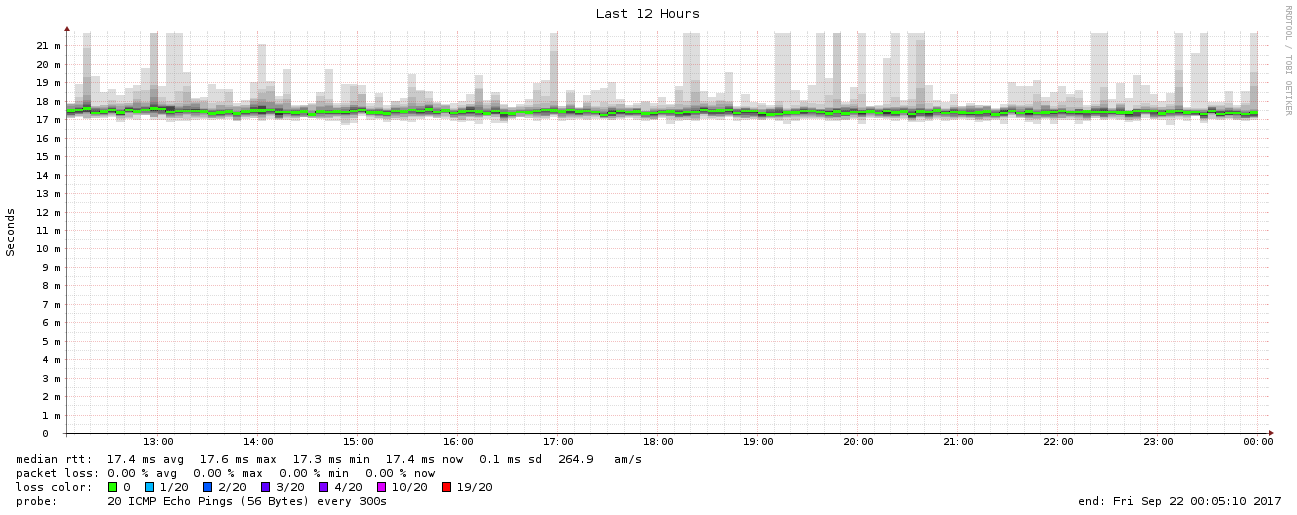 Last 12 Hours
RRDTOOL / TOBI OETIKER
Seconds
21 m
20 m
19 m
18 m
17 m
16 m
15 m
14 m
13 m
12 m
11 m
10 m
9 m
8 m
7 m
6 m
5 m
4 m
3 m
2 m
1 m
0
13:00 14:00 15:00 16:00 17:00 18:00 19:00 20:00 21:00 22:00 23:00 00:00
median rtt: 17.4 ms avg 17.6 ms max 17.3 ms min 17.4 ms now 0.1 ms sd 264.9 am/s
packet loss: 0.00 % avg 0.00 % max 0.00 % min 0.00 % now
loss color: 0 1/20 2/20 3/20 4/20 10/20 19/20
probe: 20 ICMP Echo Pings (56 Bytes) every 300s end: Fri Sep 22 00:05:10 2017